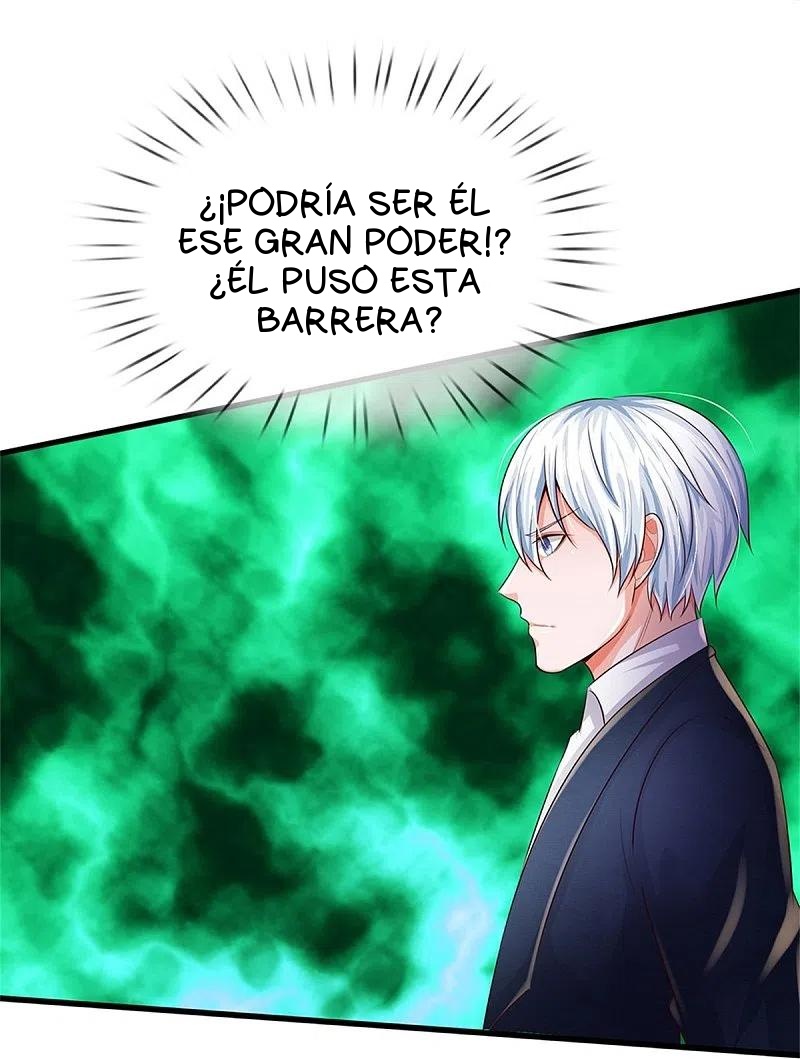 ¿¡PODRÍA SER ÉL
ESE GRAN PODER!?
¿ÉL PUSO ESTA
BARRERA?